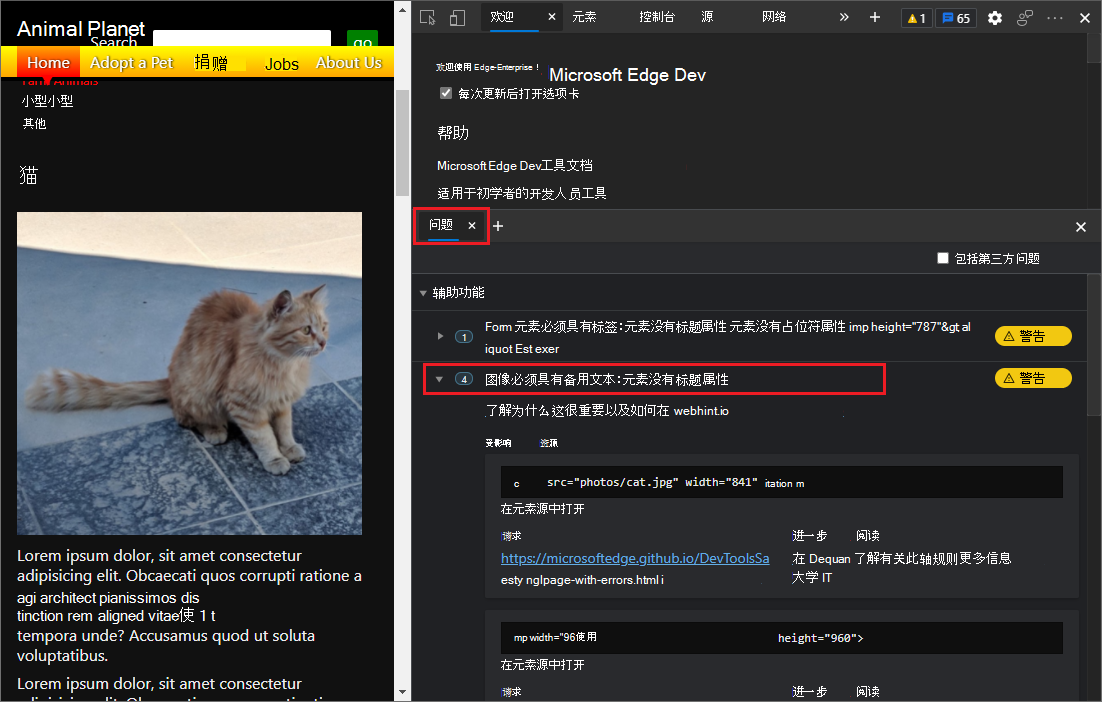 Animal Planet
Search
go
Home Adopt a Pet 捐赠 Jobs About Us
Farm Animals
小型小型
其他
猫
Lorem ipsum dolor, sit amet consectetur
adipisicing elit. Obcaecati quos corrupti ratione a
agi architect pianissimos dis
tinction rem aligned vitae使 1 t
tempora unde? Accusamus quod ut soluta
voluptatibus.
Lorem ipsum dolor, sit amet consectetur
欢迎 元素 控制台 源 网络 1 65
欢迎使用 Edge-Enterprise！ Microsoft Edge Dev
每次更新后打开选项卡
帮助
Microsoft Edge Dev工具文档
适用于初学者的开发人员工具
问题
包括第三方问题
辅助功能
1 Form 元素必须具有标签:元素没有标题属性 元素没有占位符属性 imp height="787"&gt al
iquot Est exer
警告
4 图像必须具有备用文本:元素没有标题属性 警告
了解为什么这很重要以及如何在 webhint.io
受影响 资源
c src="photos/cat.jpg" width="841" itation m
在元素源中打开
请求 进一步 阅读
https://microsoftedge.github.io/DevToolsSa
esty nglpage-with-errors.html i
在 Dequan 了解有关此轴规则更多信息
大学 IT
mp width="96使用 height="960">
在元素源中打开
请求 进一步 阅读